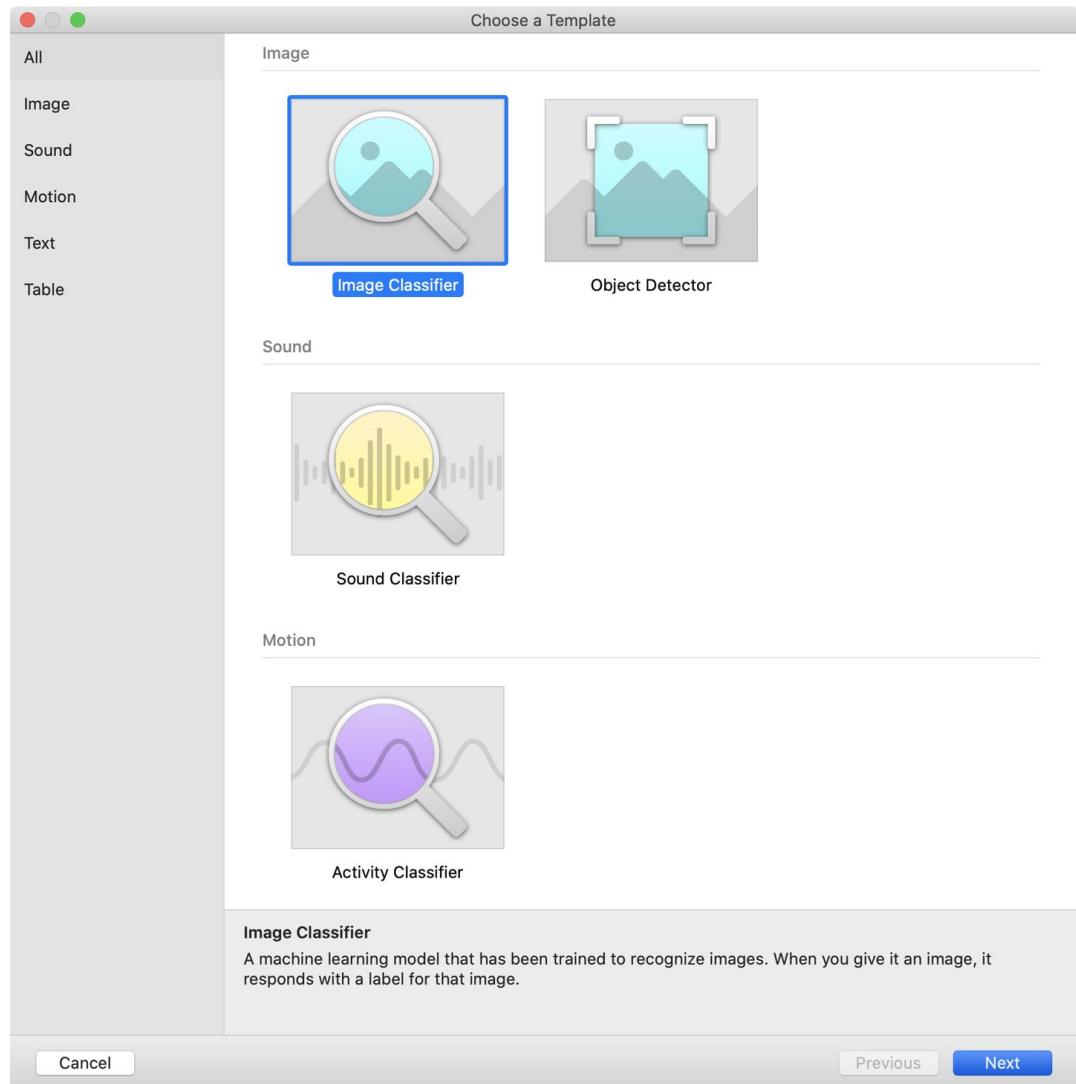 Choose a Template
All
Image
Sound
Motion
Text
Table
Image
Image Classifier
Object Detector
Sound
Sound Classifier
Motion
Activity Classifier
Image Classifier
A machine learning model that has been trained to recognize images. When you give it an image, it
responds with a label for that image.
Cancel
Previous
Next